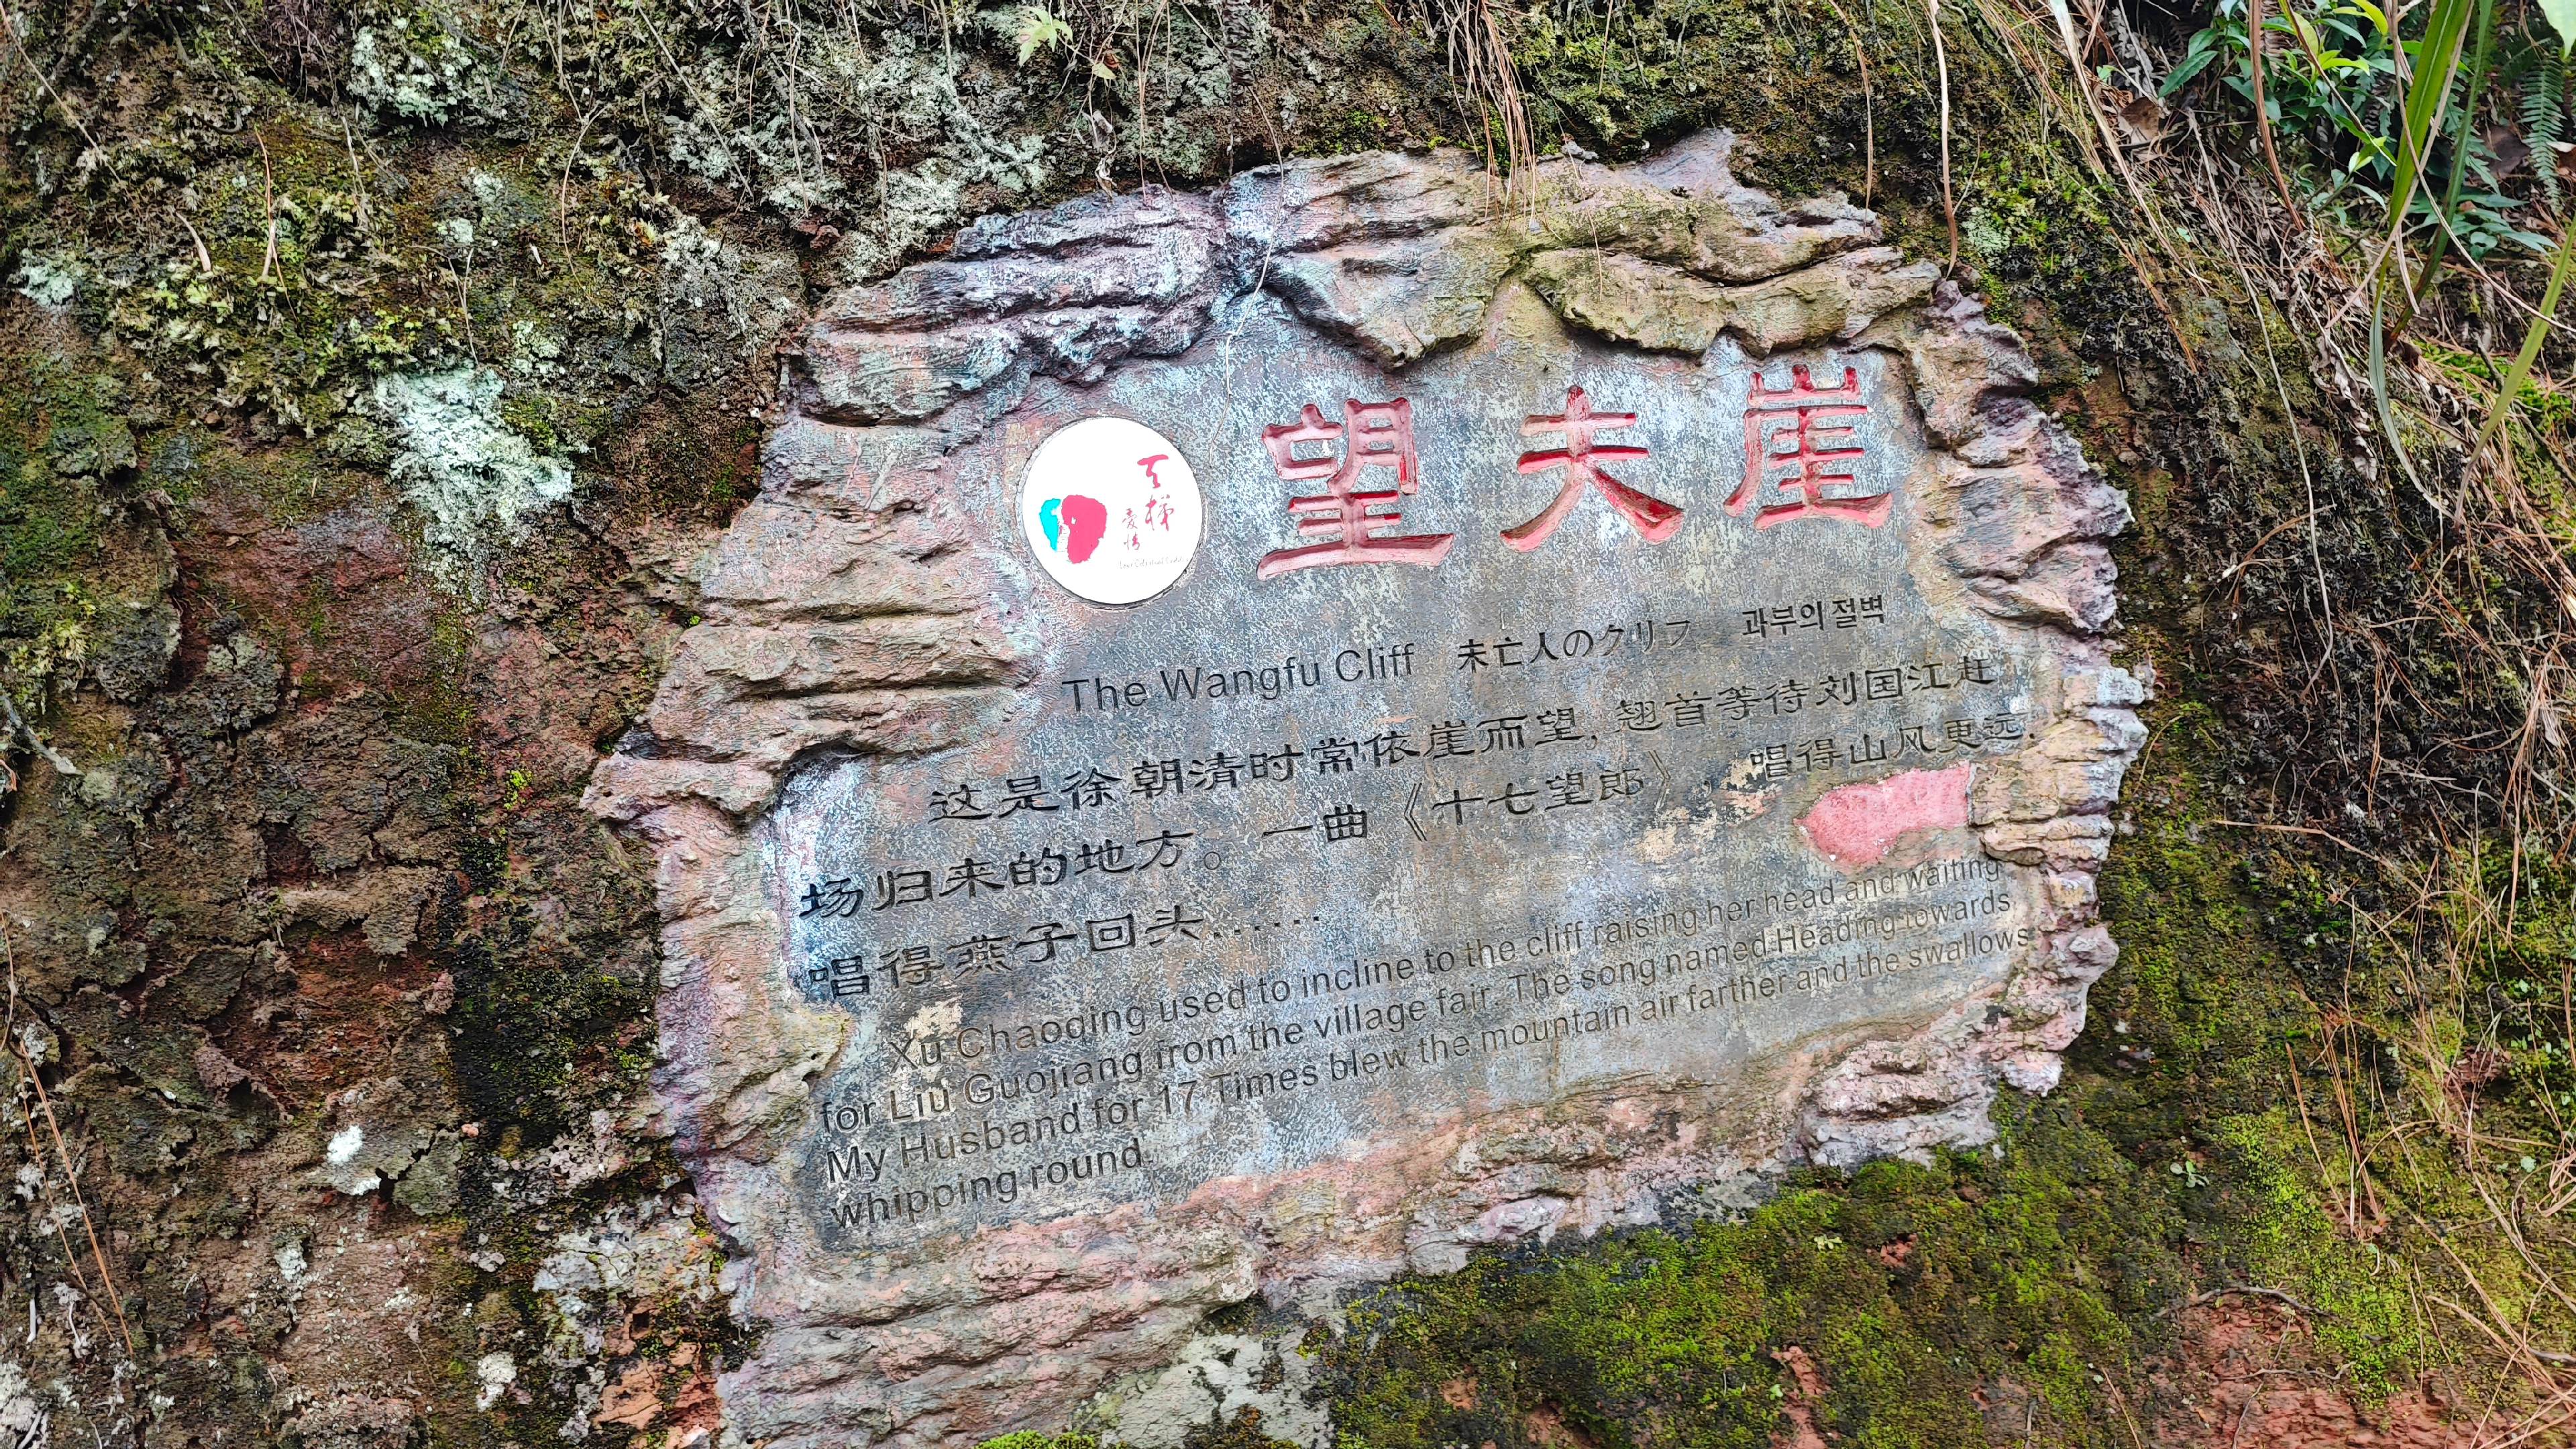 天梯
爱情
望夫崖
The Wangfu Cliff 未亡人のクリフ 과부의 절벽
这是徐朝清时常依崖而望，翘首等待刘国江赶
场归来的地方。一曲《十七望郎》，唱得山风更远，
唱得燕子回头……
Xu Chaoqing used to incline to the cliff raising her head and waiting
for Liu Guojiang from the village fair. The song named Heading towards
My Husband for 17 Times blew the mountain air farther and the swallows
whipping round.